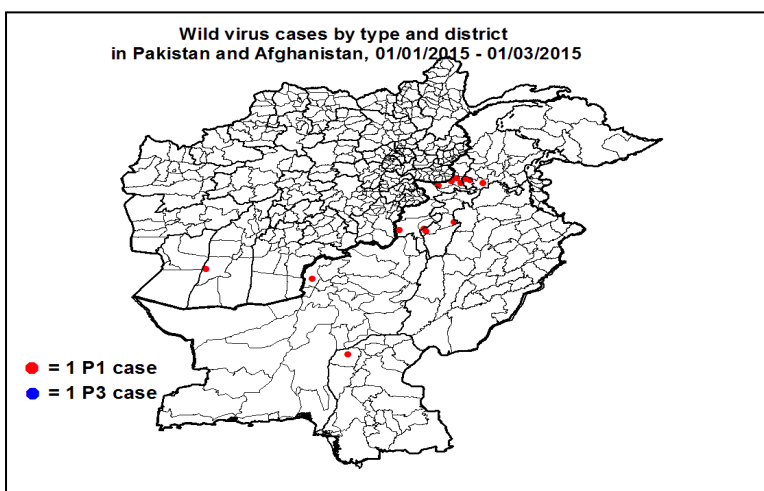 Wild virus cases by type and district
in Pakistan and Afghanistan, 01/01/2015 - 01/03/2015
= 1 P1 case
= 1 P3 case